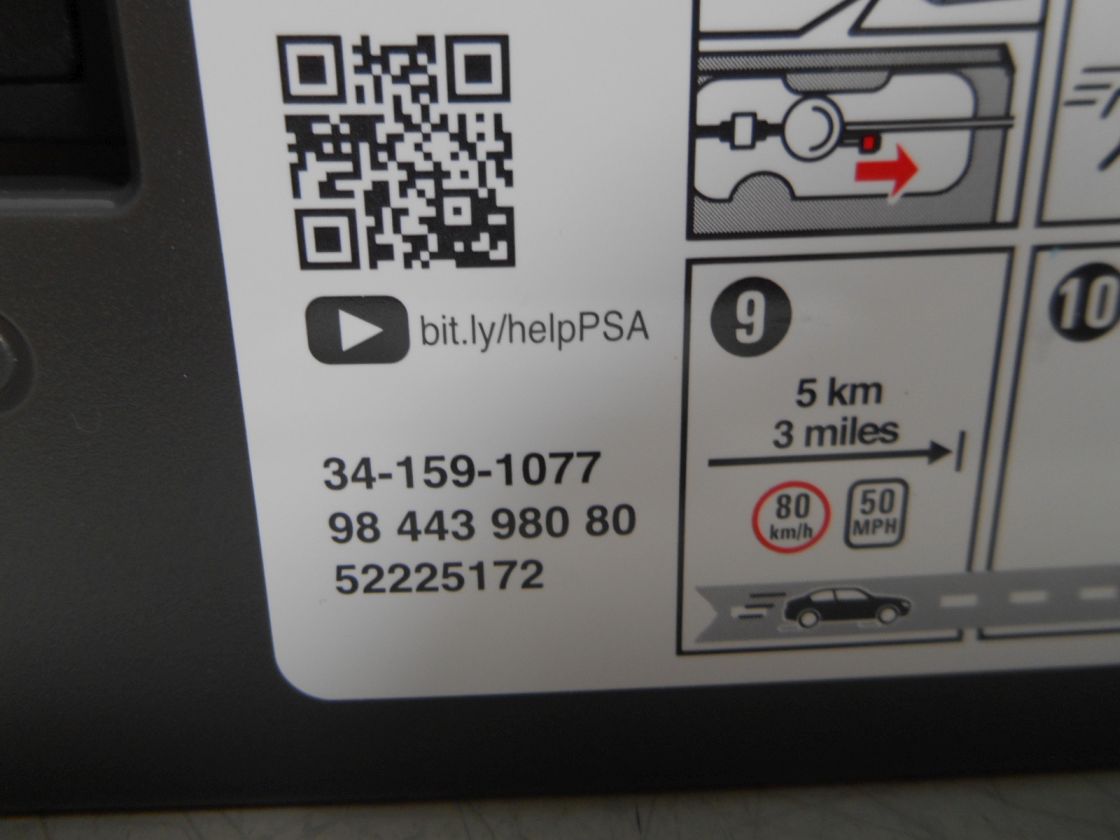 bit.ly/helpPSA
34-159-1077
98 443 980 80
52225172
9
5 km
3 miles
80
km/h
50
MPH
10